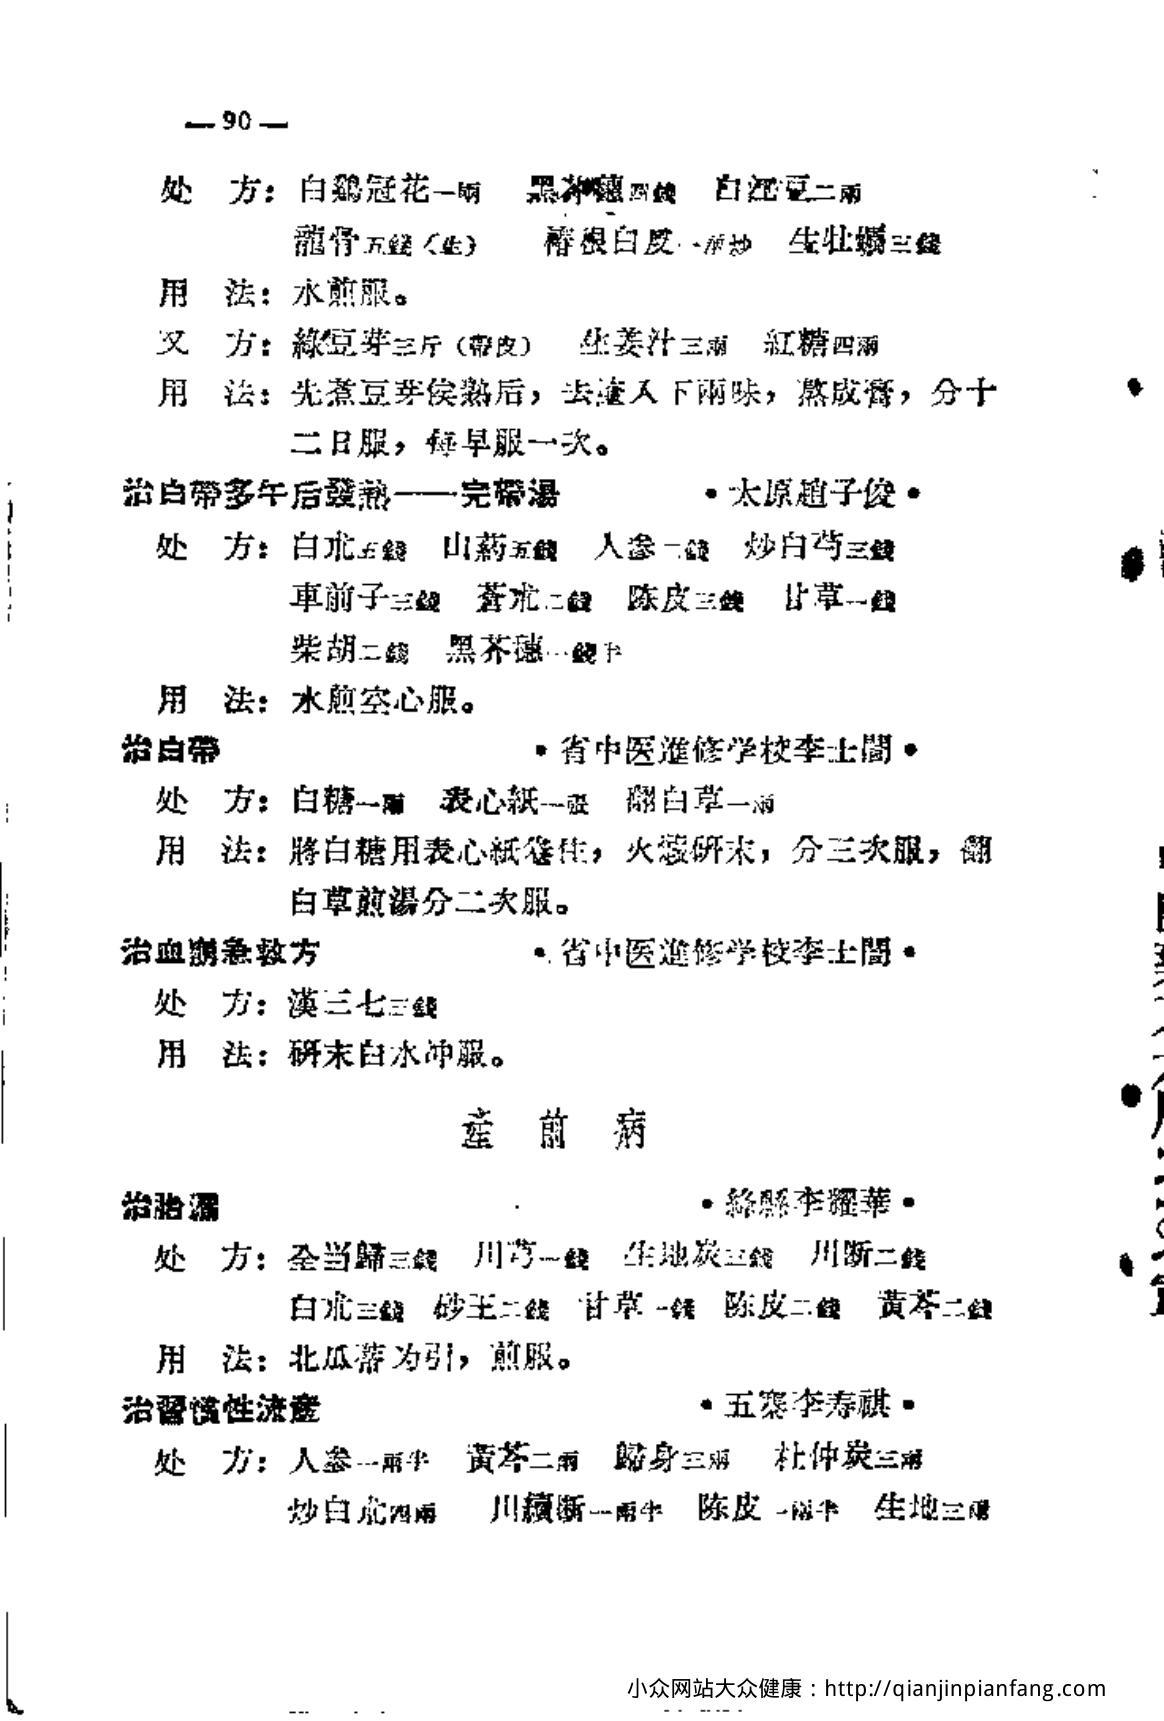 — 90 —
处 方：白鷄冠花一兩 黑芥穗四錢 白江豆二兩
龍骨五錢（生） 椿根白皮一兩炒 生牡蠣三錢
用 法：水煎服。
又 方：綠豆芽三斤（帶皮） 生姜汁三兩 紅糖四兩
用 法：先煮豆芽侯熟后，去渣入下兩味，熬成膏，分十
二日服，每早服一次。
治白帶多午后發熱——完帶湯 •太原趙子俊•
处 方：白朮五錢 山葯五錢 人參二錢 炒白芍三錢
車前子三錢 蒼朮二錢 陈皮三錢 甘草一錢
柴胡二錢 黑芥穗一錢半
用 法：水煎空心服。
治白帶 •省中医進修学校李士閣•
处 方：白糖一兩 表心紙一張 翻白草一兩
用 法：將白糖用表心紙卷住，火燒研末，分三次服，翻
白草煎湯分二次服。
治血崩急救方 •省中医進修学校李士閣•
处 方：漢三七三錢
用 法：研末白水冲服。
產前病
治胎漏 •絳縣李耀華•
处 方：全当歸三錢 川芎一錢 生地炭三錢 川断二錢
白朮三錢 砂王二錢 甘草一錢 陈皮二錢 黃芩二錢
用 法：北瓜蒂为引，煎服。
治習慣性流產 •五寨李寿祺•
处 方：人參一兩半 黃芩二兩 歸身三兩 杜仲炭三兩
炒白朮四兩 川續断一兩半 陈皮一兩半 生地三兩
小众网站大众健康：http://qianjinpianfang.com